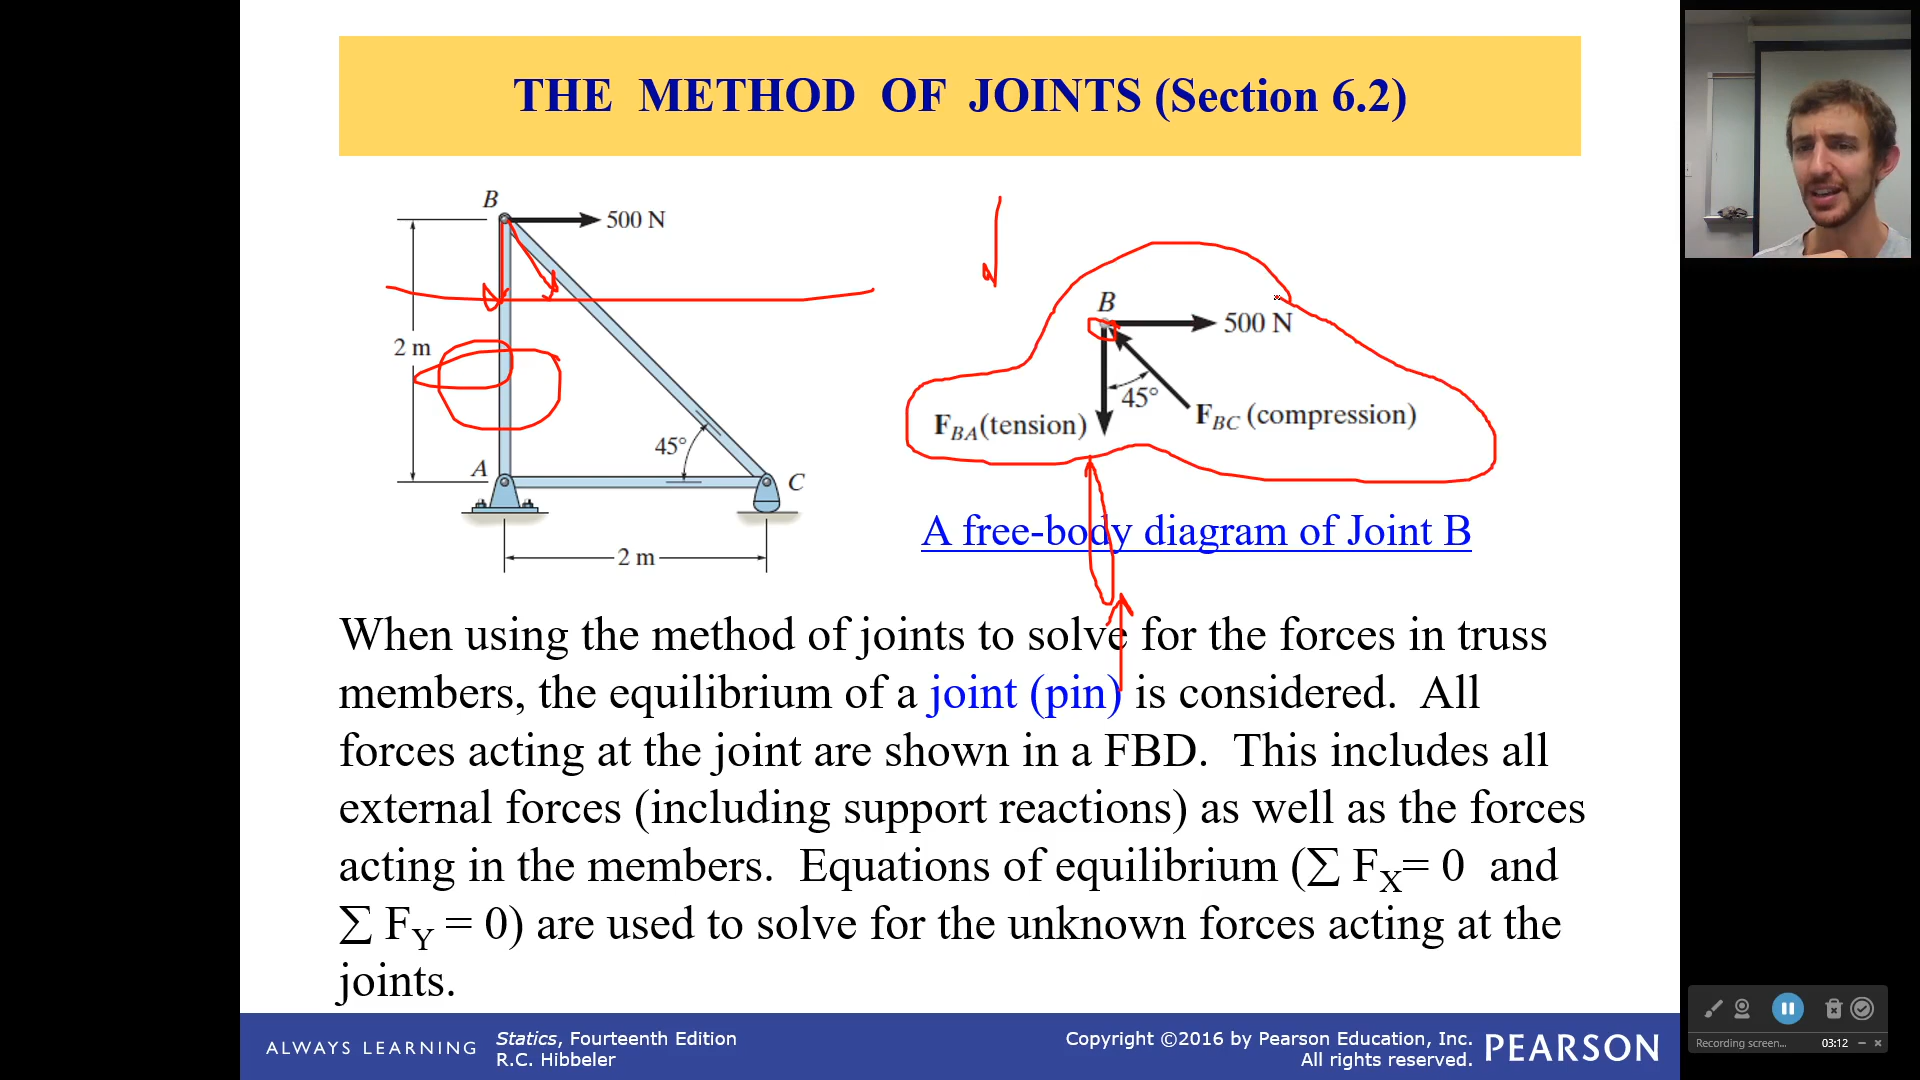 THE METHOD OF JOINTS (Section 6.2)
B
500 N
2 m
45°
A
C
2 m
B
500 N
45°
F_BA (tension)
F_BC (compression)
A free-body diagram of Joint B
When using the method of joints to solve for the forces in truss
members, the equilibrium of a joint (pin) is considered. All
forces acting at the joint are shown in a FBD. This includes all
external forces (including support reactions) as well as the forces
acting in the members. Equations of equilibrium (∑ F_X= 0 and
∑ F_Y = 0) are used to solve for the unknown forces acting at the
joints.
ALWAYS LEARNING
Statics, Fourteenth Edition
R.C. Hibbeler
Copyright ©2016 by Pearson Education, Inc.
All rights reserved.
PEARSON
Recording screen... 03:12